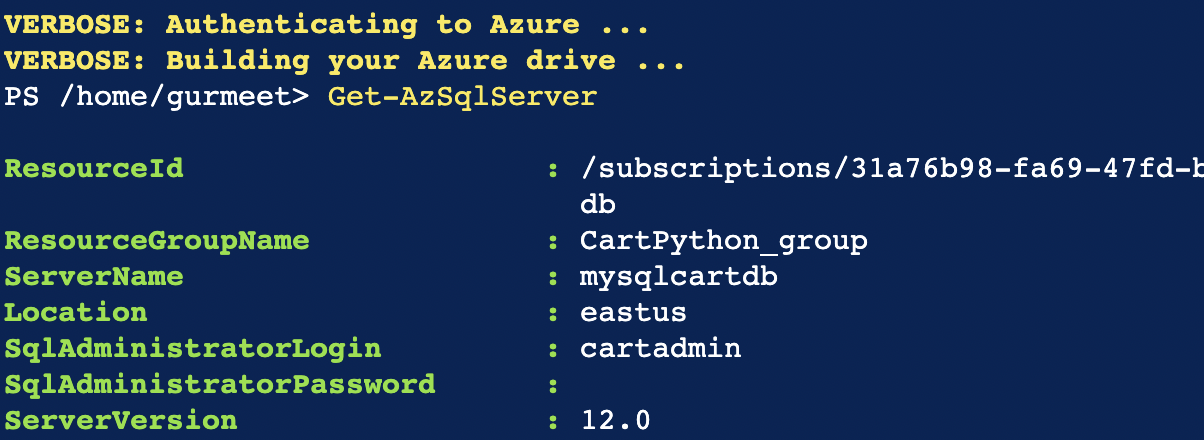 VERBOSE: Authenticating to Azure ...
VERBOSE: Building your Azure drive ...
PS /home/gurmeet> Get-AzSqlServer
ResourceId : /subscriptions/31a76b98-fa69-47fd-b
db
ResourceGroupName : CartPython_group
ServerName : mysqlcartdb
Location : eastus
SqlAdministratorLogin : cartadmin
SqlAdministratorPassword :
ServerVersion : 12.0